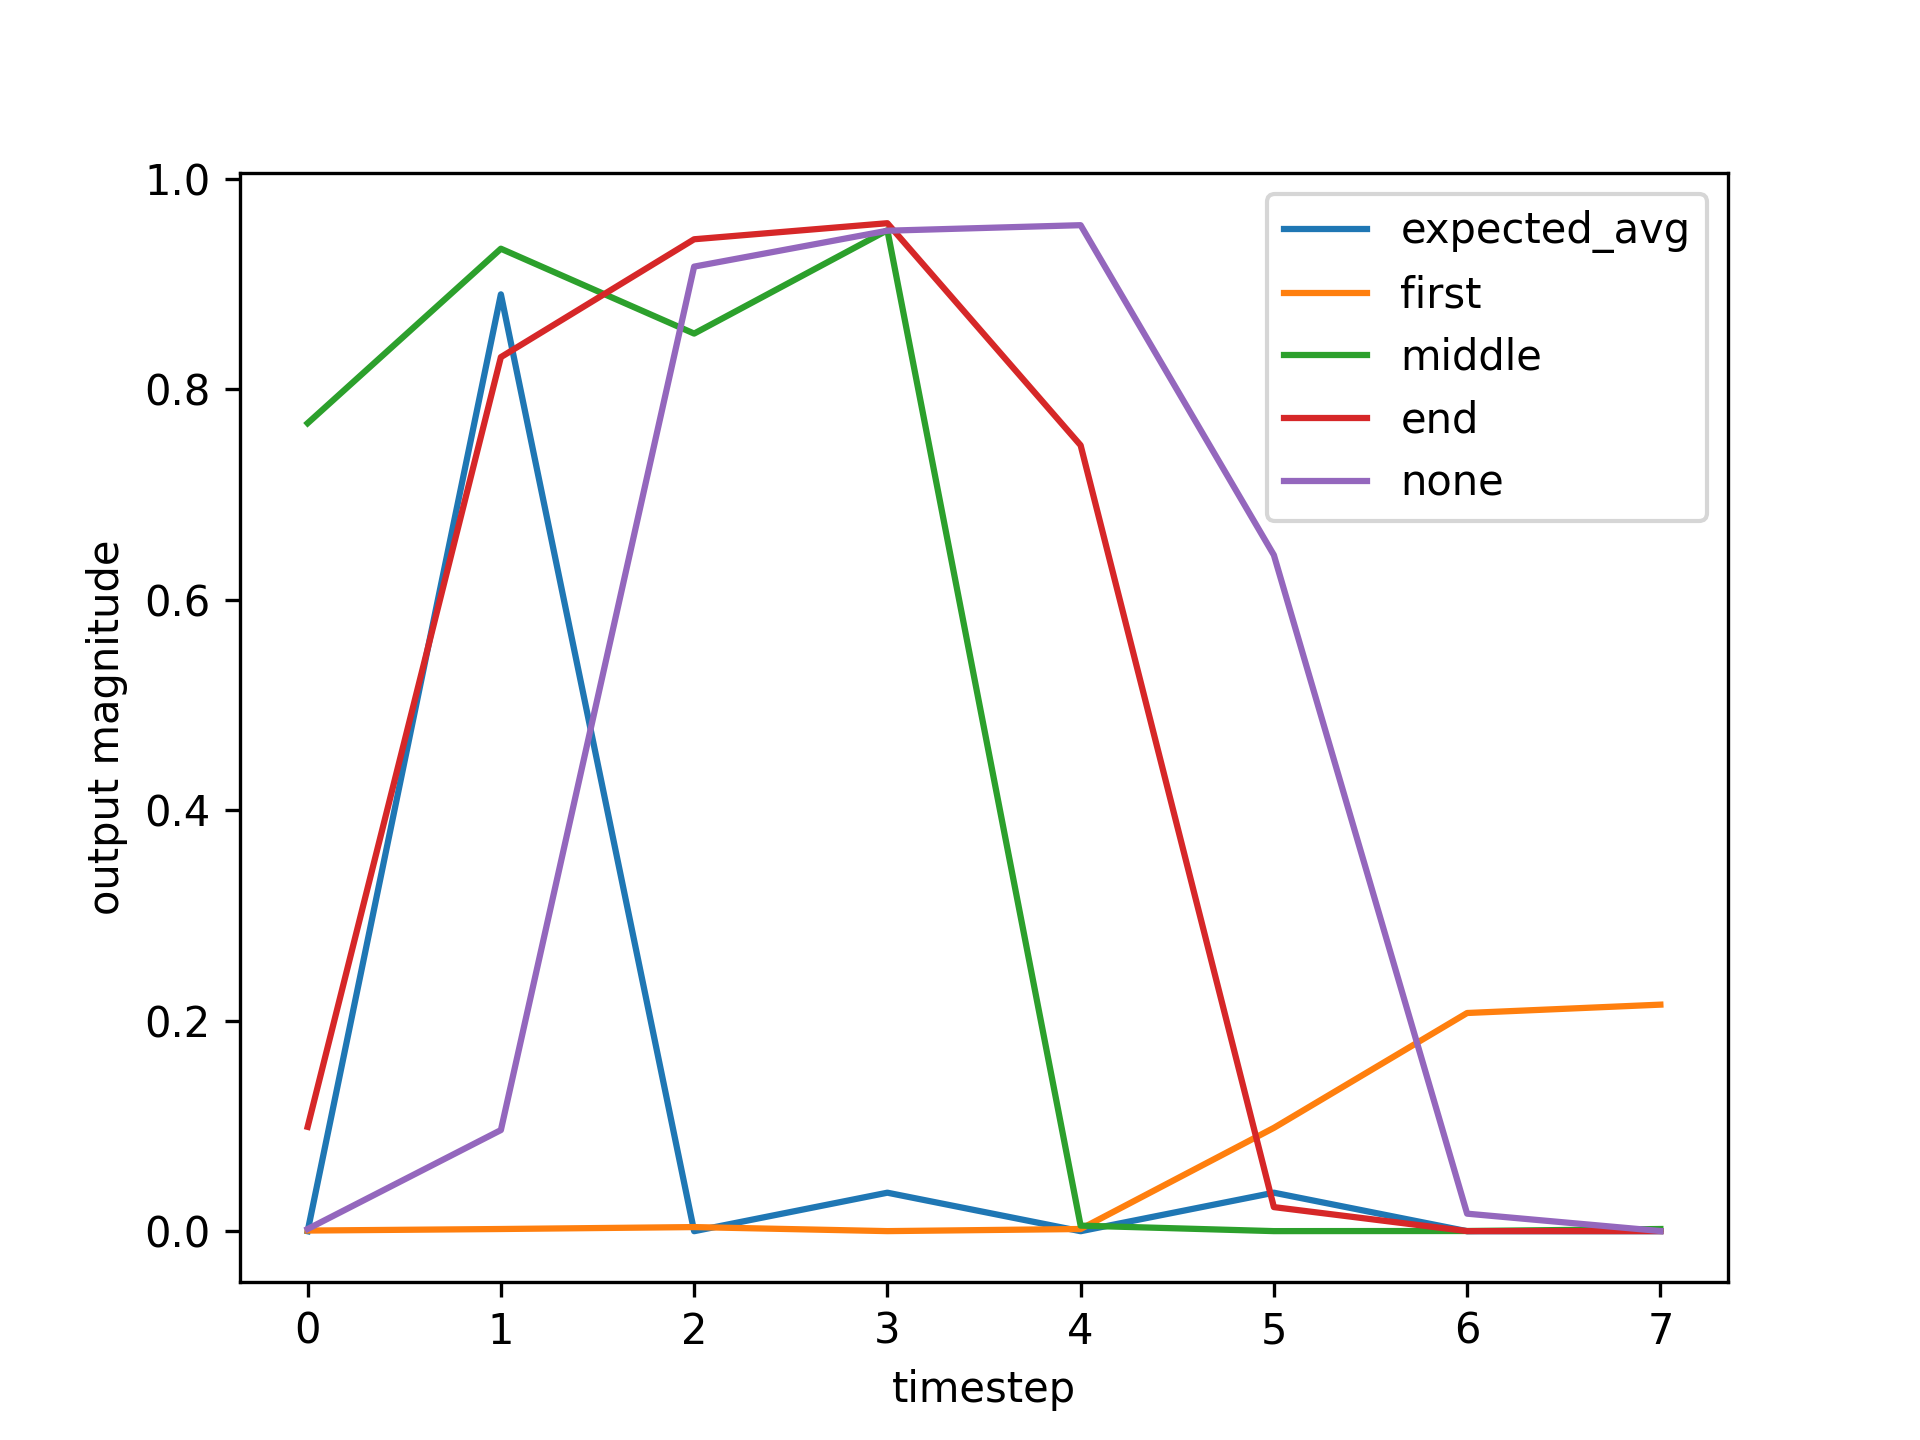 1.0
0.8
0.6
0.4
0.2
0.0
output magnitude
0 1 2 3 4 5 6 7
timestep
expected_avg
first
middle
end
none